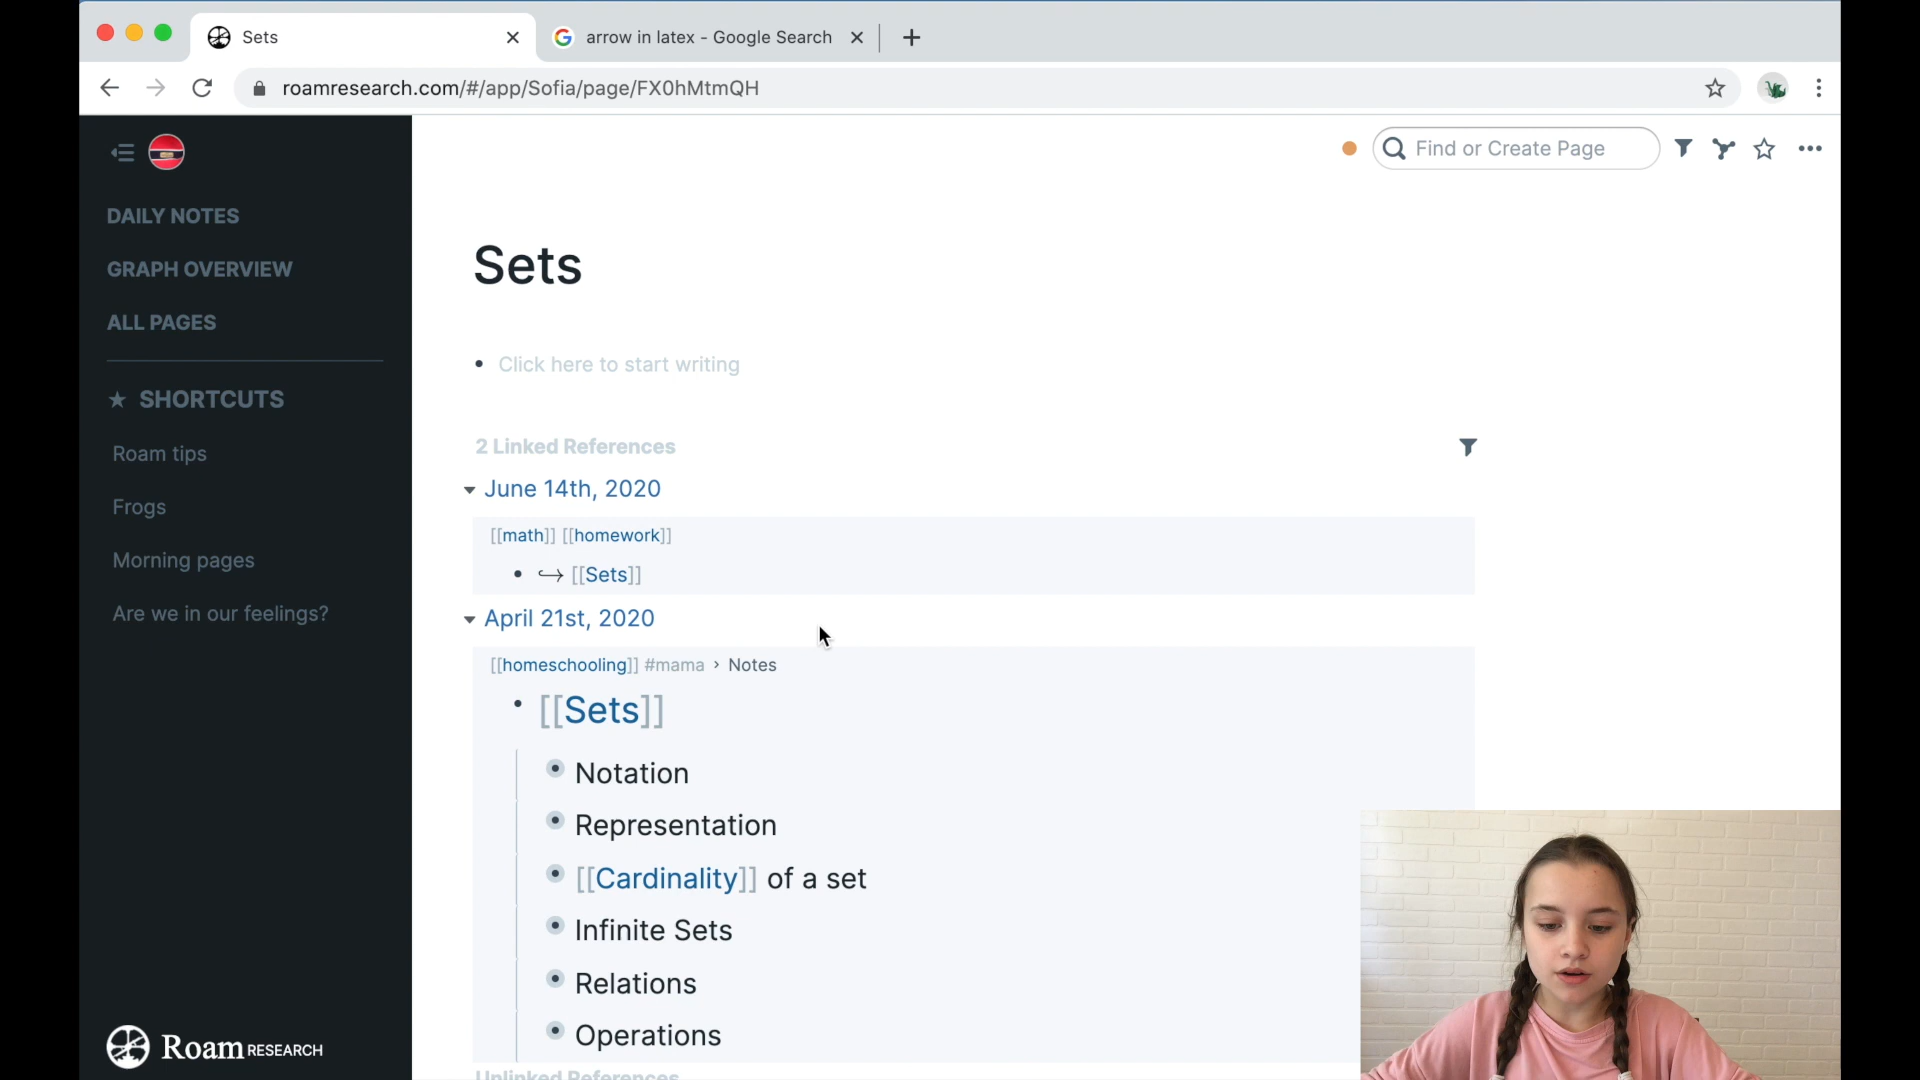 Sets
arrow in latex - Google Search
roamresearch.com/#/app/Sofia/page/FX0hMtmQH
Find or Create Page
DAILY NOTES
GRAPH OVERVIEW
ALL PAGES
★ SHORTCUTS
Roam tips
Frogs
Morning pages
Are we in our feelings?
Roam RESEARCH
Sets
• Click here to start writing
2 Linked References
June 14th, 2020
[[math]] [[homework]]
• ↪ [[Sets]]
April 21st, 2020
[[homeschooling]] #mama › Notes
• [[Sets]]
• Notation
• Representation
• [[Cardinality]] of a set
• Infinite Sets
• Relations
• Operations
Unlinked References